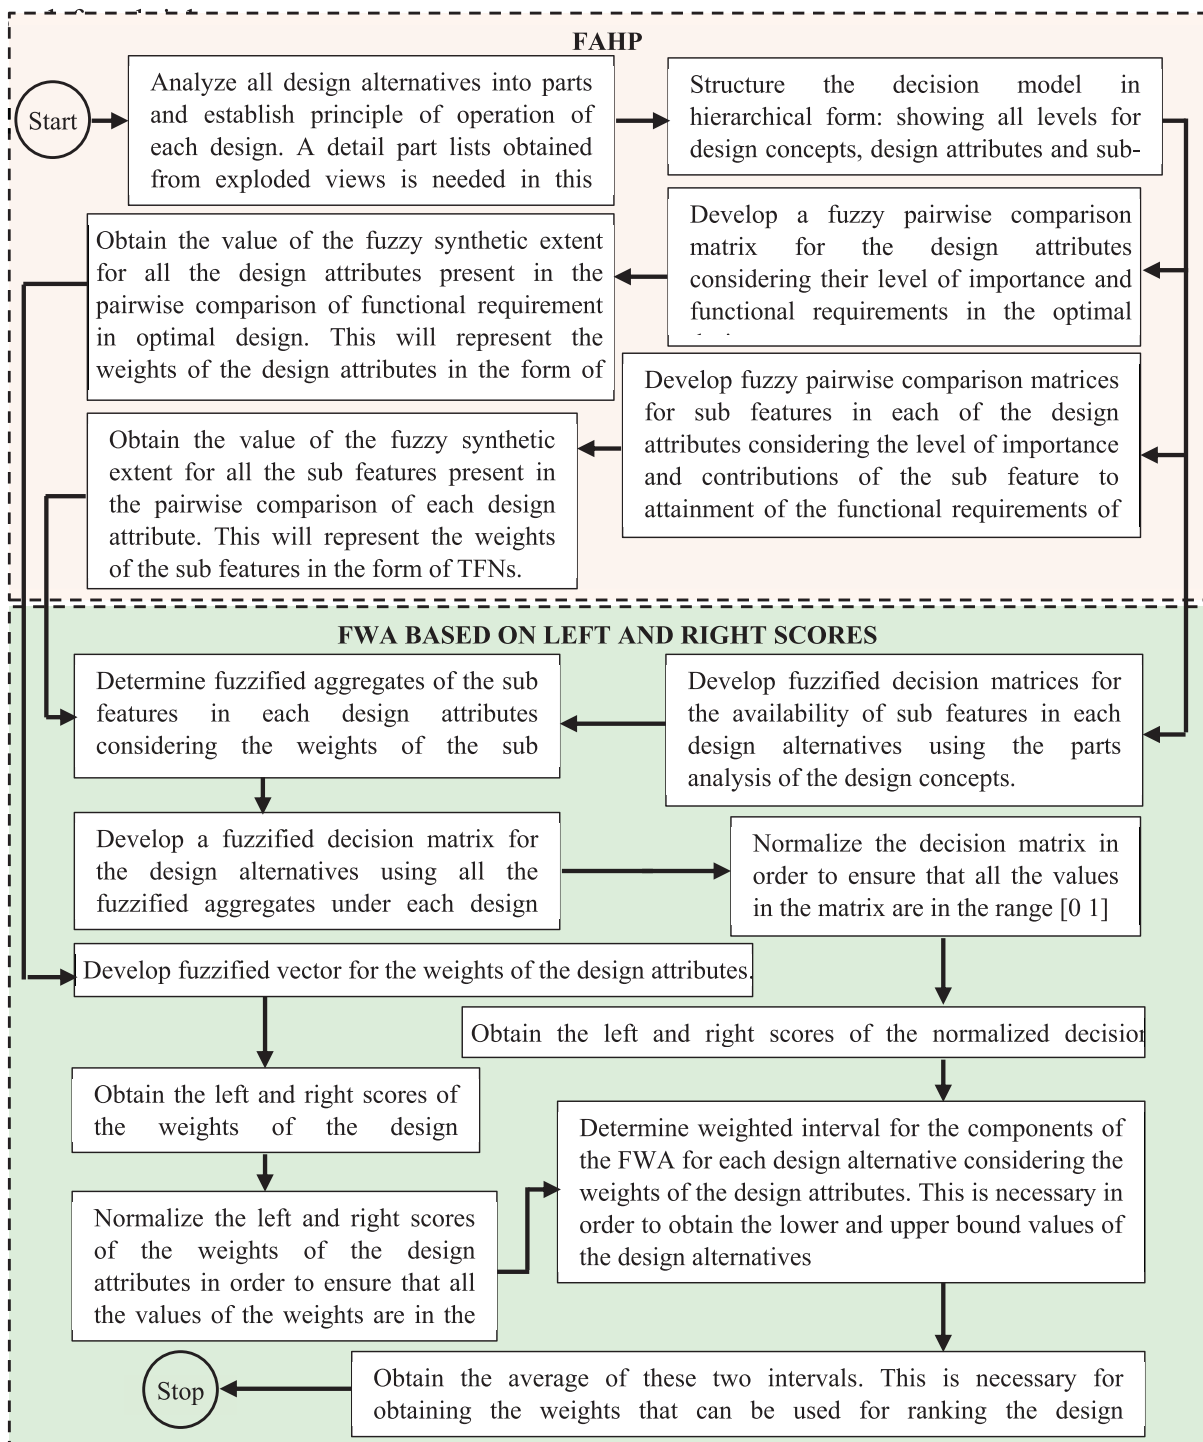 FAHP
Start
Analyze all design alternatives into parts
and establish principle of operation of
each design. A detail part lists obtained
from exploded views is needed in this
Structure the decision model in
hierarchical form: showing all levels for
design concepts, design attributes and sub-
Develop a fuzzy pairwise comparison
matrix for the design attributes
considering their level of importance and
functional requirements in the optimal
Obtain the value of the fuzzy synthetic extent
for all the design attributes present in the
pairwise comparison of functional requirement
in optimal design. This will represent the
weights of the design attributes in the form of
Develop fuzzy pairwise comparison matrices
for sub features in each of the design
attributes considering the level of importance
and contributions of the sub feature to
attainment of the functional requirements of
Obtain the value of the fuzzy synthetic
extent for all the sub features present in
the pairwise comparison of each design
attribute. This will represent the weights
of the sub features in the form of TFNs.
FWA BASED ON LEFT AND RIGHT SCORES
Determine fuzzified aggregates of the sub
features in each design attributes
considering the weights of the sub
Develop fuzzified decision matrices for
the availability of sub features in each
design alternatives using the parts
analysis of the design concepts.
Develop a fuzzified decision matrix for
the design alternatives using all the
fuzzified aggregates under each design
Normalize the decision matrix in
order to ensure that all the values
in the matrix are in the range [0 1]
Develop fuzzified vector for the weights of the design attributes.
Obtain the left and right scores of the normalized decision
Obtain the left and right scores of
the weights of the design
Determine weighted interval for the components of
the FWA for each design alternative considering the
weights of the design attributes. This is necessary in
order to obtain the lower and upper bound values of
the design alternatives
Normalize the left and right scores
of the weights of the design
attributes in order to ensure that all
the values of the weights are in the
Stop
Obtain the average of these two intervals. This is necessary for
obtaining the weights that can be used for ranking the design